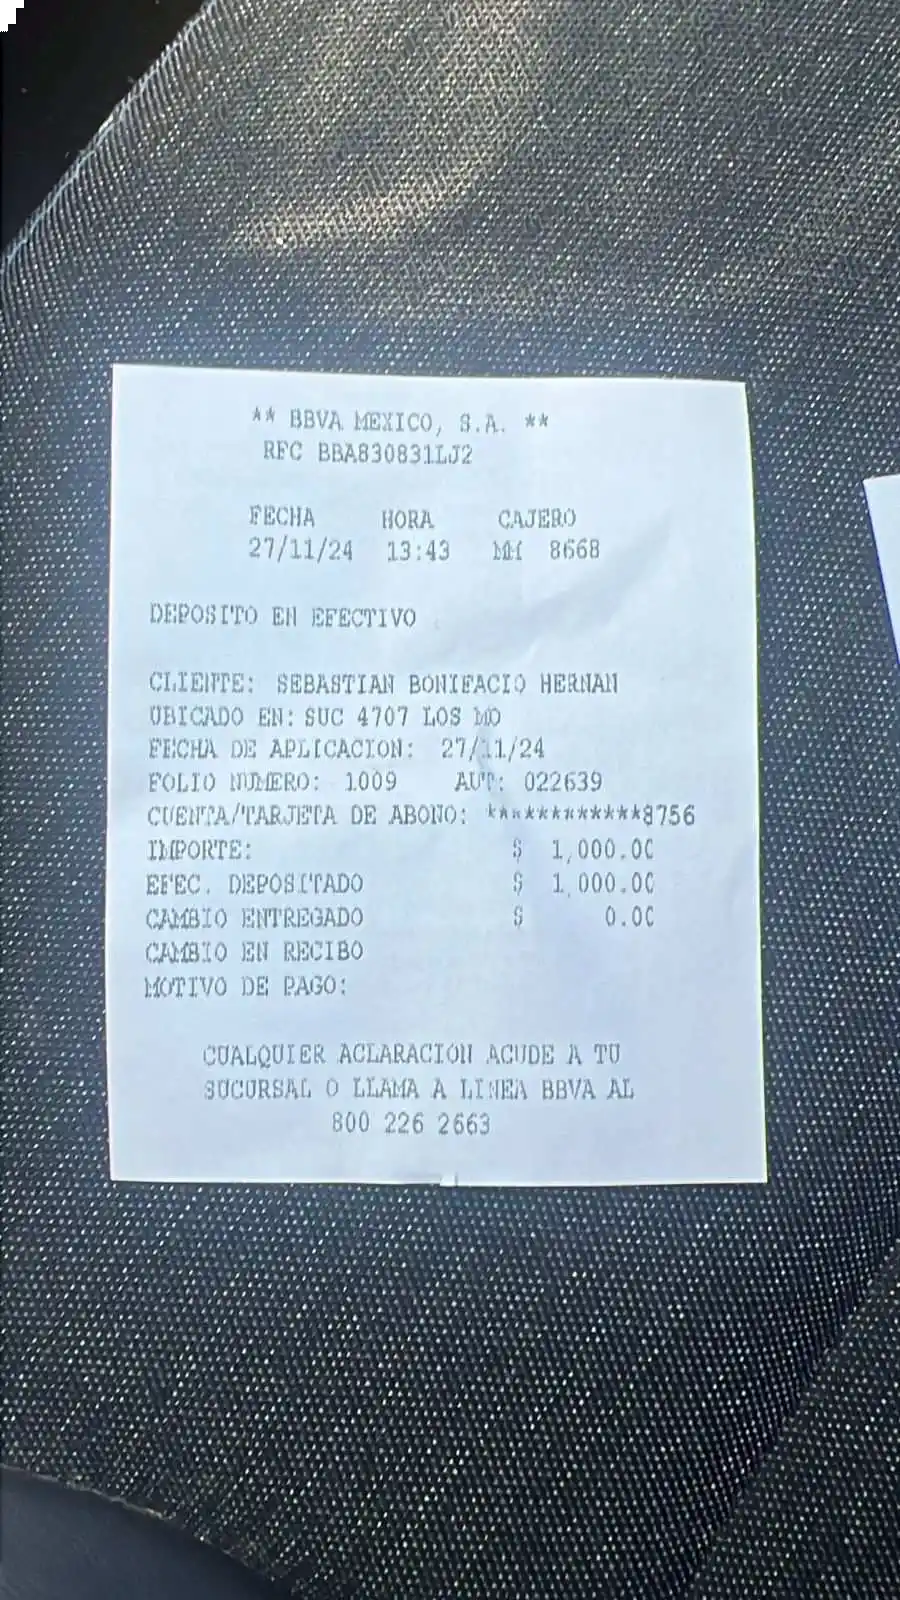 ** BBVA MEXICO, S.A. **
RFC BBA830831LJ2
FECHA HORA CAJERO
27/11/24 13:43 MM 8668
DEPOSITO EN EFECTIVO
CLIENTE: SEBASTIAN BONIFACIO HERNAN
UBICADO EN: SUC 4707 LOS MO
FECHA DE APLICACION: 27/11/24
FOLIO NUMERO: 1009 AUT: 022639
CUENTA/TARJETA DE ABONO: ************8756
IMPORTE: $ 1,000.00
EFEC. DEPOSITADO $ 1,000.00
CAMBIO ENTREGADO $ 0.00
CAMBIO EN RECIBO
MOTIVO DE PAGO:
CUALQUIER ACLARACION ACUDE A TU
SUCURSAL O LLAMA A LINEA BBVA AL
800 226 2663